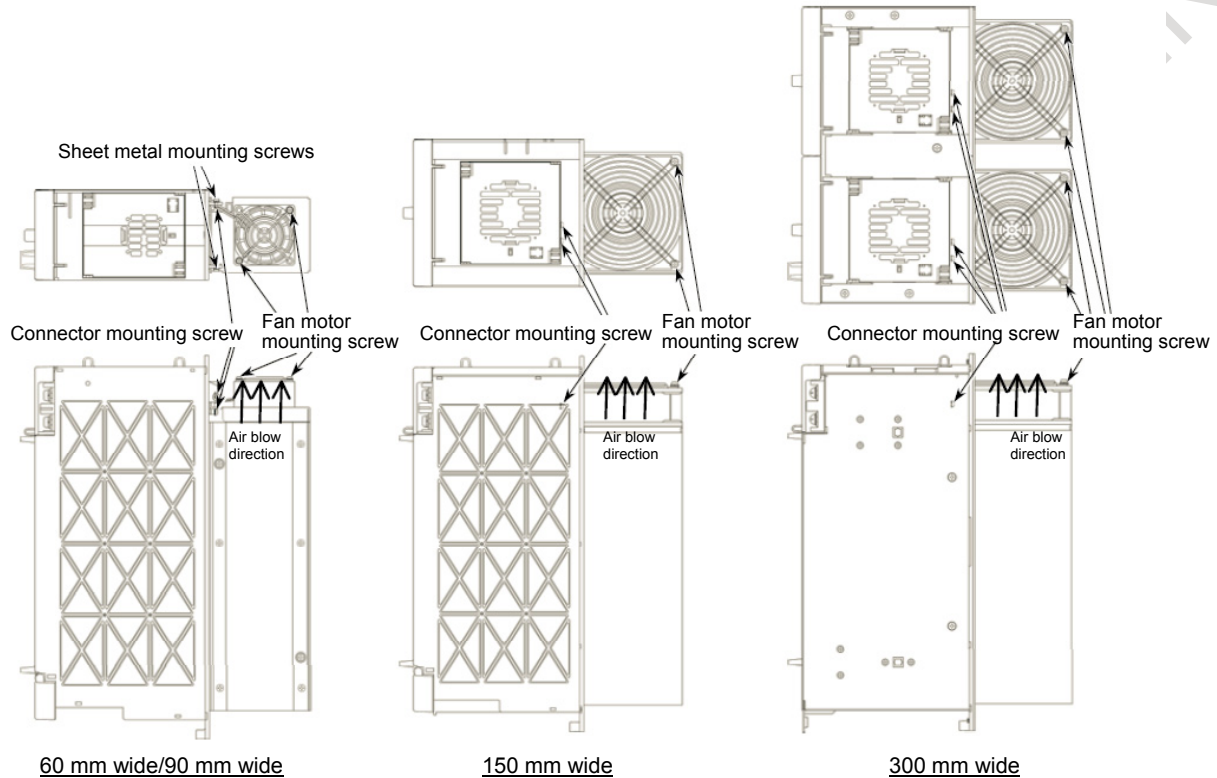 Sheet metal mounting screws
Connector mounting screw
Fan motor
mounting screw
Air blow
direction
60 mm wide/90 mm wide
Connector mounting screw
Fan motor
mounting screw
Air blow
direction
150 mm wide
Connector mounting screw
Fan motor
mounting screw
Air blow
direction
300 mm wide